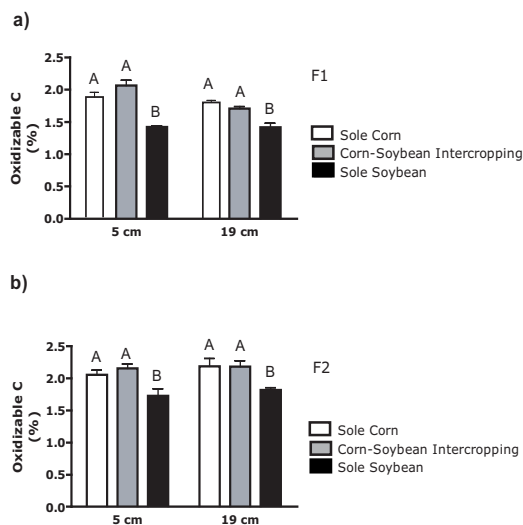 a)
F1
2.5
2.0
1.5
1.0
0.5
0.0
Oxidizable C
(%)
A A B
A A B
5 cm 19 cm
Sole Corn
Corn-Soybean Intercropping
Sole Soybean
b)
F2
2.5
2.0
1.5
1.0
0.5
0.0
Oxidizable C
(%)
A A B
A A B
5 cm 19 cm
Sole Corn
Corn-Soybean Intercropping
Sole Soybean